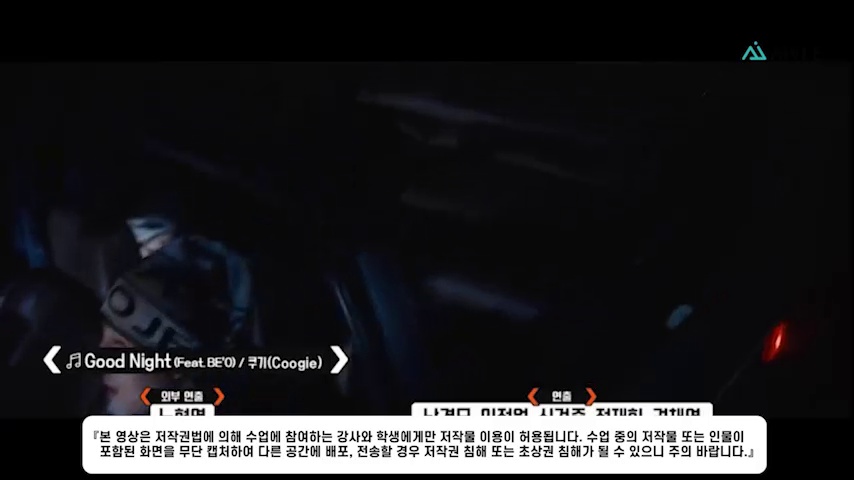 Good Night (Feat. BE'O) / 쿠기(Coogie)
외부 연출
연출
『본 영상은 저작권법에 의해 수업에 참여하는 강사와 학생에게만 저작물 이용이 허용됩니다. 수업 중의 저작물 또는 인물이
포함된 화면을 무단 캡처하여 다른 공간에 배포, 전송할 경우 저작권 침해 또는 초상권 침해가 될 수 있으니 주의 바랍니다.』